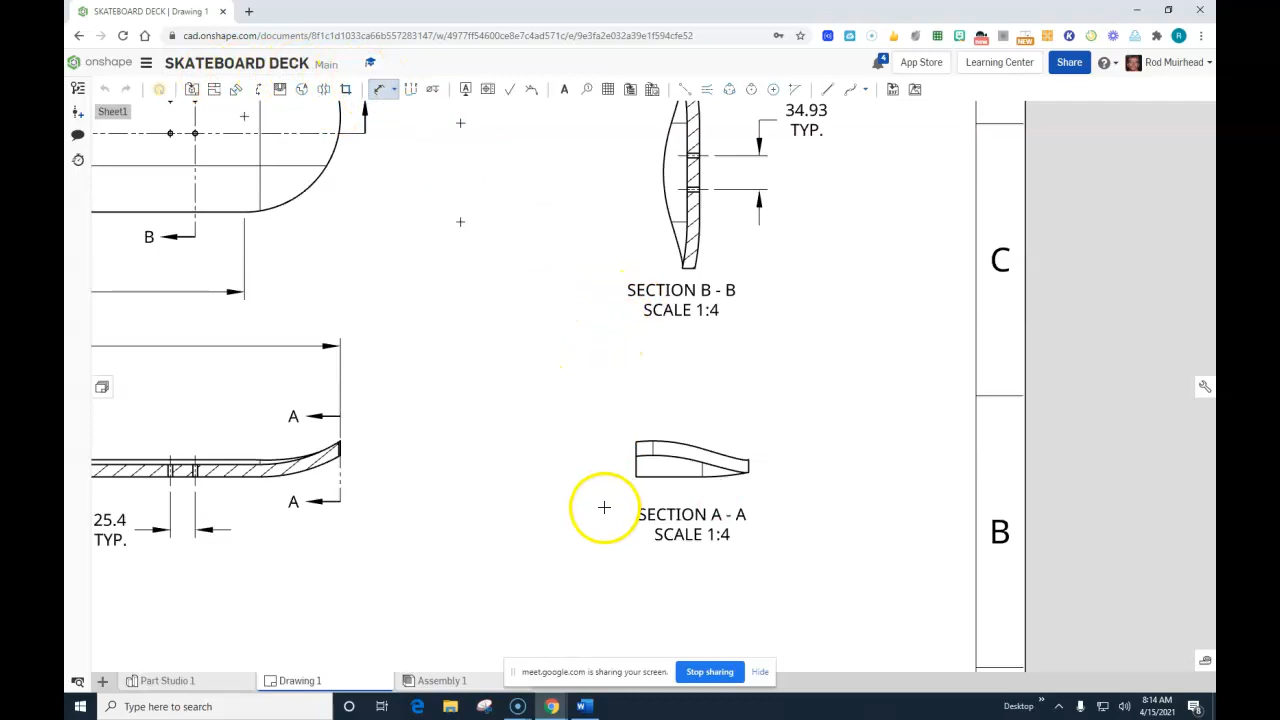 SKATEBOARD DECK | Drawing 1
cad.onshape.com/documents/8f1c1d1033ca66b557283147/w/4977ff54600ce8e7c4ad571c/e/9e3fa2e032a39e1f594cfe52
new
NEW
R
onshape
SKATEBOARD DECK Main
4
App Store
Learning Center
Share
Rod Muirhead
A
Sheet1
34.93
TYP.
B
C
SECTION B - B
SCALE 1:4
A
A
25.4
TYP.
SECTION A - A
SCALE 1:4
B
meet.google.com is sharing your screen.
Stop sharing
Hide
Part Studio 1
Drawing 1
Assembly 1
Type here to search
Desktop
8:14 AM
4/15/2021